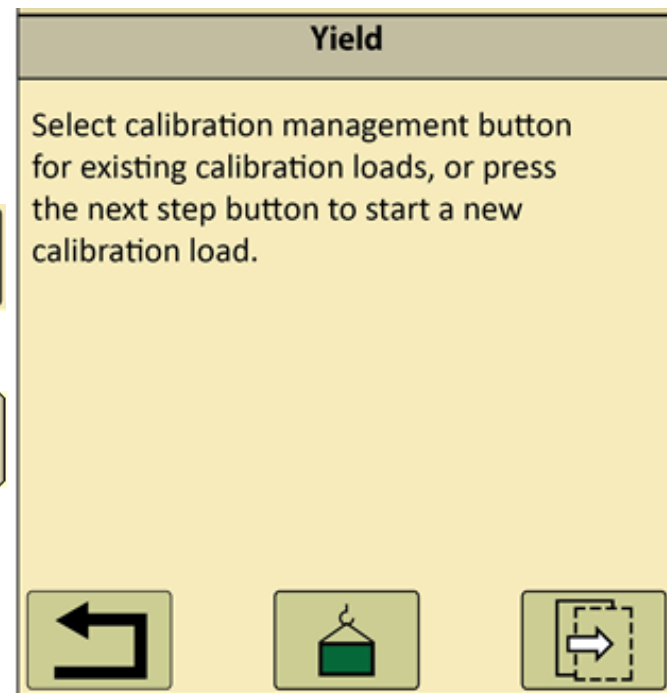 Yield
Select calibration management button
for existing calibration loads, or press
the next step button to start a new
calibration load.